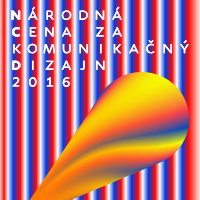 NÁRODNÁ
CENA ZA
KOMUNIKAČNÝ
DIZAJN
2016